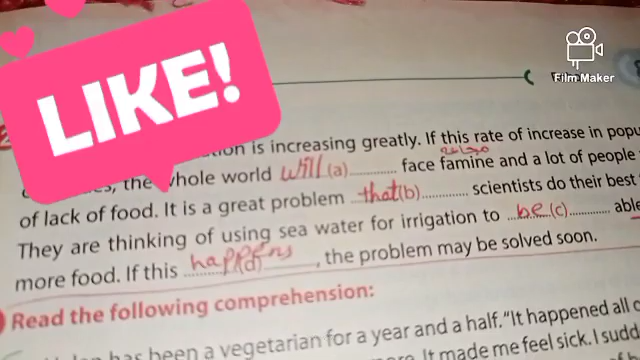 LIKE!
Film Maker
is increasing greatly. If this rate of increase in
مجاعة
the whole world will (a) face famine and a lot of people
of lack of food. It is a great problem that (b) scientists do their best
They are thinking of using sea water for irrigation to be (c)
more food. If this happens (d), the problem may be solved soon.
Read the following comprehension:
has been a vegetarian for a year and a half. "It happened all
It made me feel sick. I